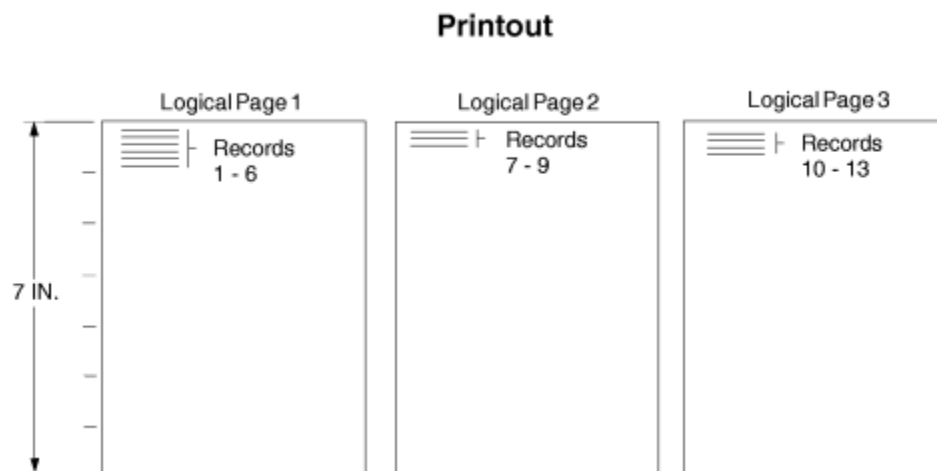 Printout
Logical Page 1
Logical Page 2
Logical Page 3
Records
1 - 6
Records
7 - 9
Records
10 - 13
7 IN.